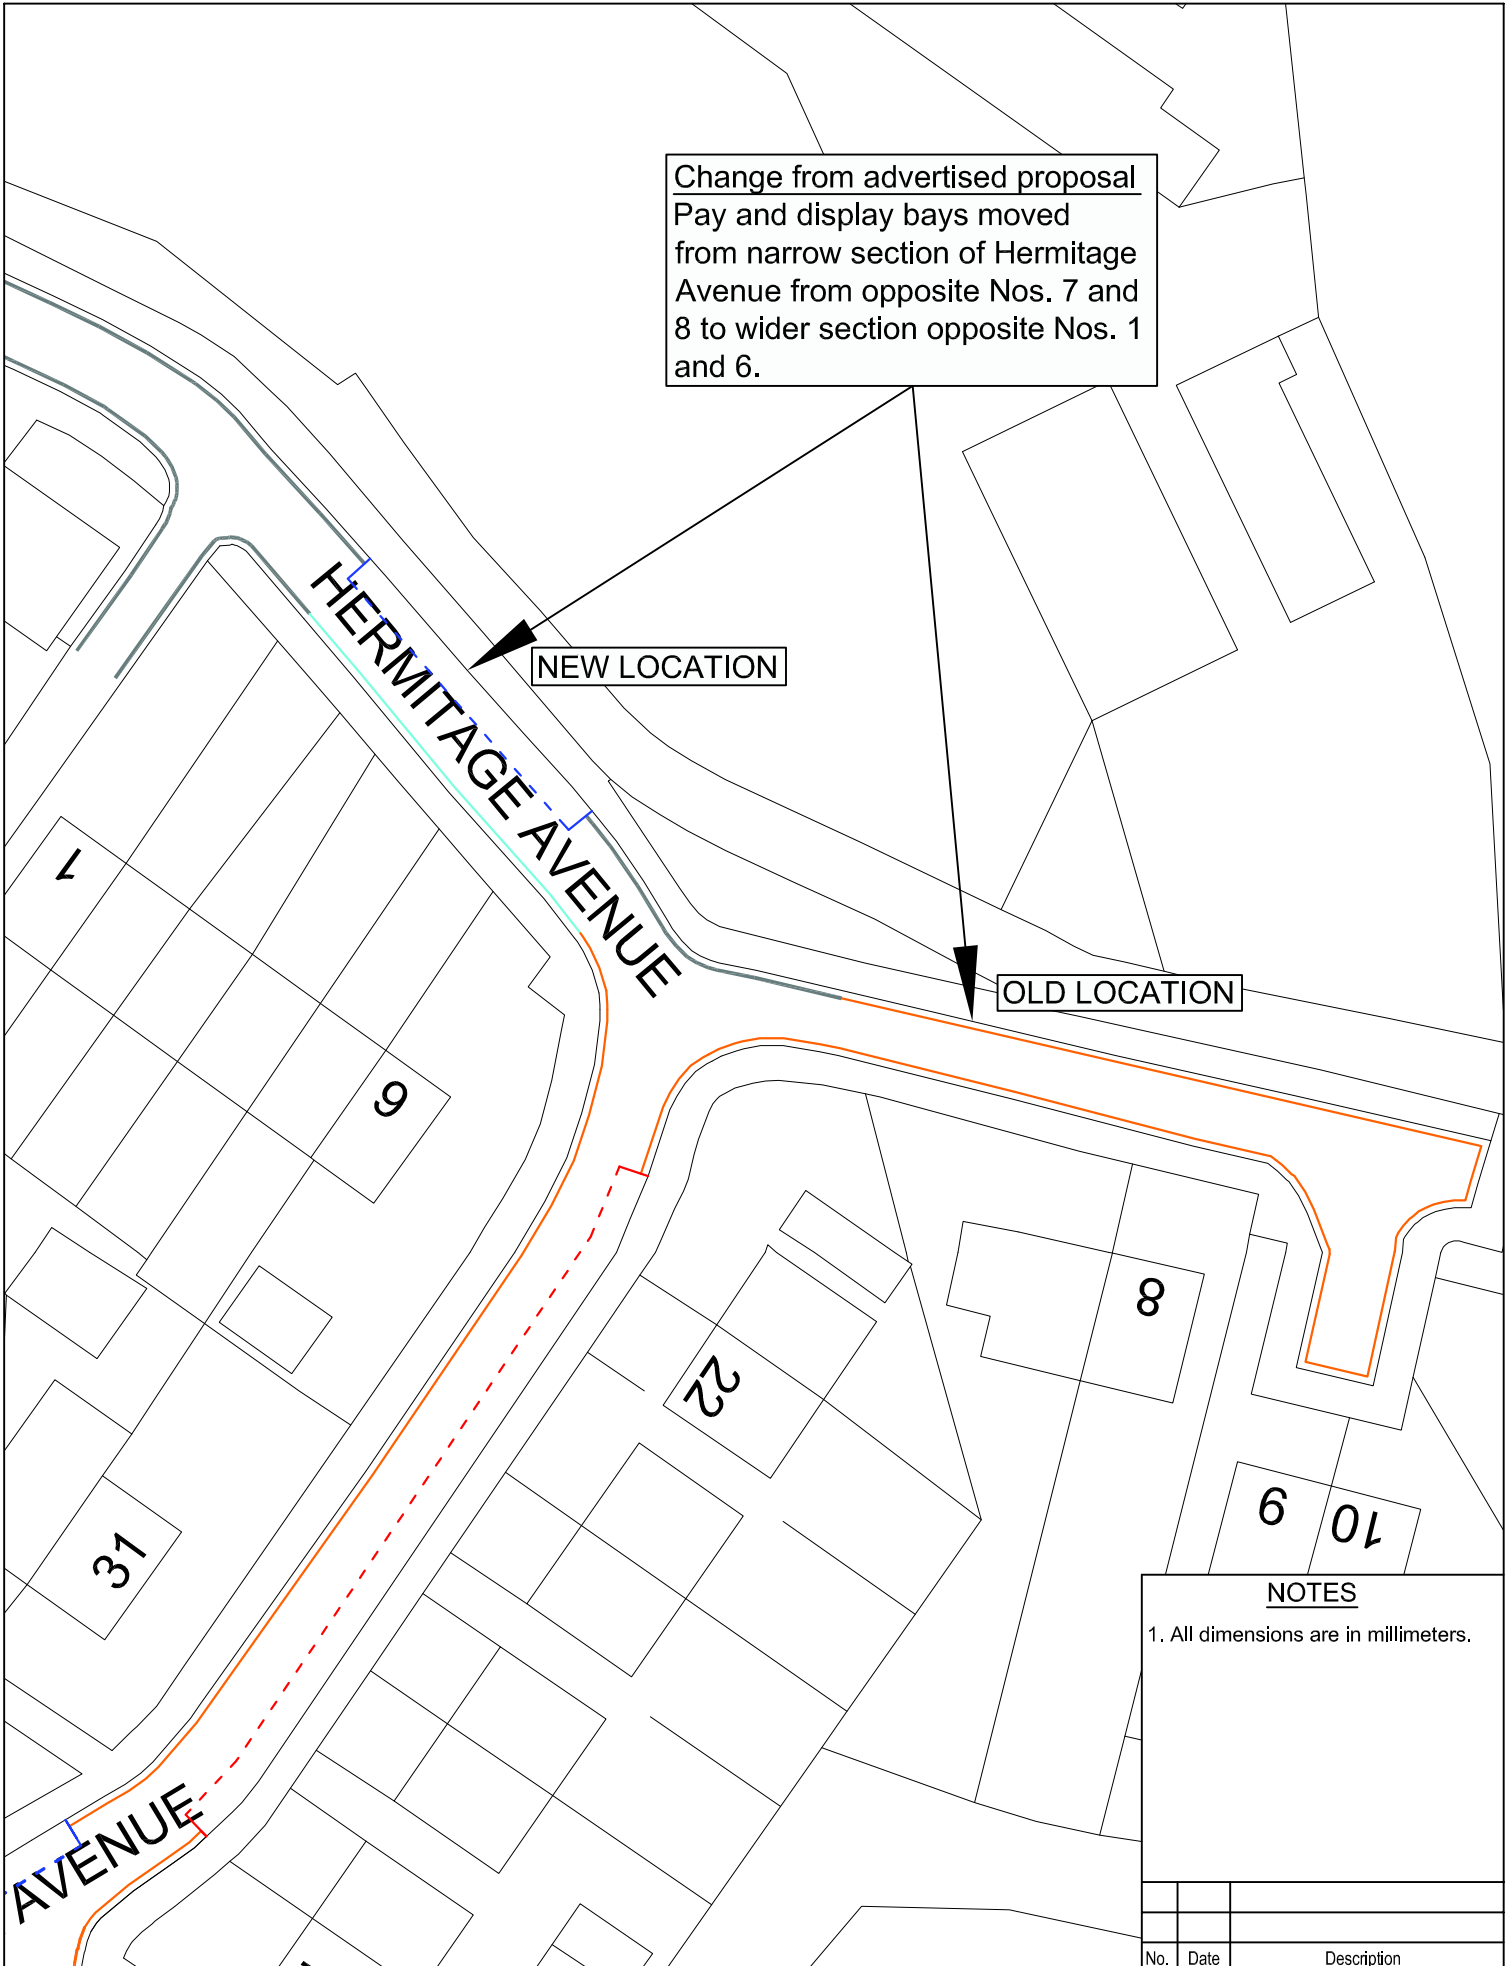 Change from advertised proposal
Pay and display bays moved
from narrow section of Hermitage
Avenue from opposite Nos. 7 and
8 to wider section opposite Nos. 1
and 6.
NEW LOCATION
HERMITAGE AVENUE
OLD LOCATION
1
6
8
22
31
9
10
AVENUE
NOTES
1. All dimensions are in millimeters.
No. Date Description